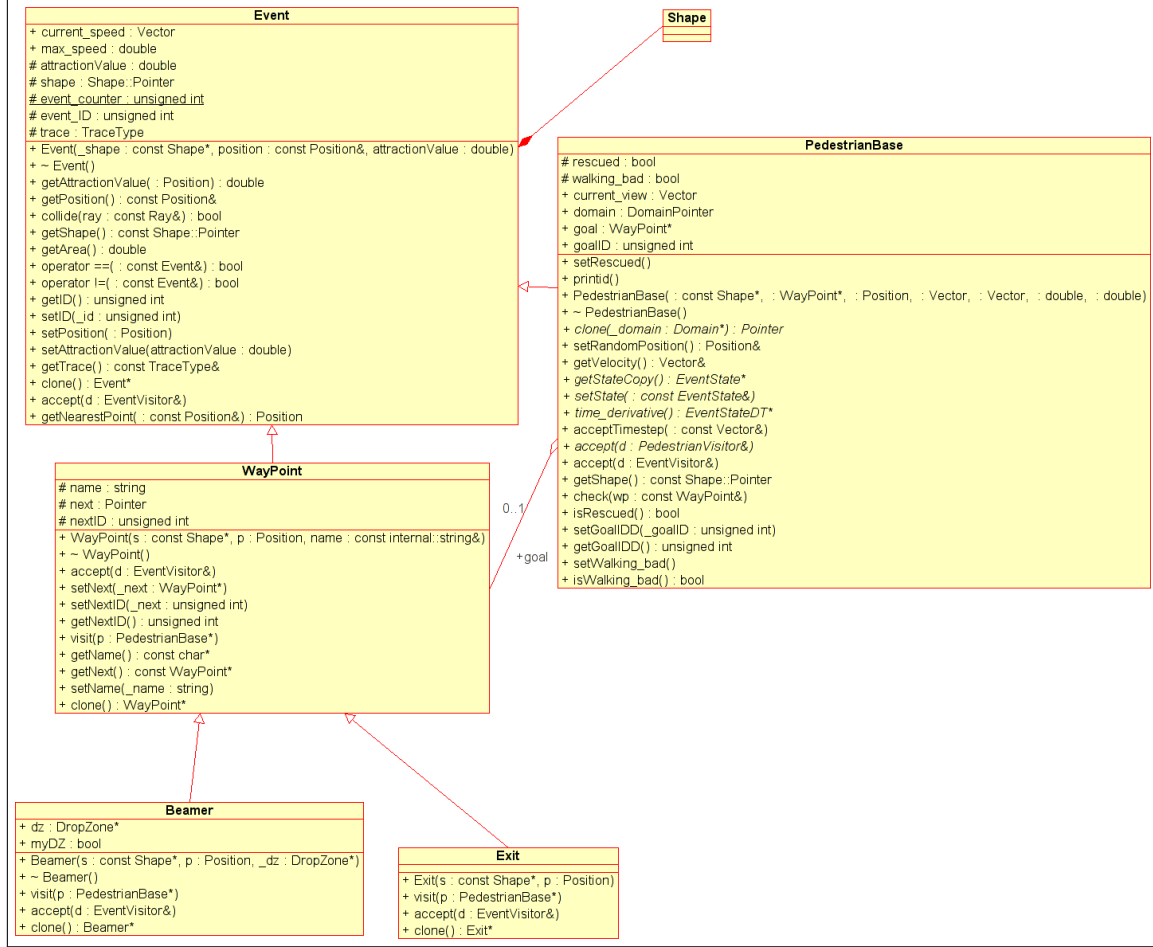 Event
+ current_speed : Vector
+ max_speed : double
# attractionValue : double
# shape : Shape::Pointer
# event_counter : unsigned int
# event_ID : unsigned int
# trace : TraceType
+ Event(_shape : const Shape*, position : const Position&, attractionValue : double)
+ ~ Event()
+ getAttractionValue( : Position) : double
+ getPosition() : const Position&
+ collide(ray : const Ray&) : bool
+ getShape() : const Shape::Pointer
+ getArea() : double
+ operator ==( : const Event&) : bool
+ operator !=( : const Event&) : bool
+ getID() : unsigned int
+ setID(_id : unsigned int)
+ setPosition( : Position)
+ setAttractionValue(attractionValue : double)
+ getTrace() : const TraceType&
+ clone() : Event*
+ accept(d : EventVisitor&)
+ getNearestPoint( : const Position&) : Position
Shape
PedestrianBase
# rescued : bool
# walking_bad : bool
+ current_view : Vector
+ domain : DomainPointer
+ goal : WayPoint*
+ goalID : unsigned int
+ setRescued()
+ printid()
+ PedestrianBase( : const Shape*, : WayPoint*, : Position, : Vector, : Vector, : double, : double)
+ ~ PedestrianBase()
+ clone(_domain : Domain*) : Pointer
+ setRandomPosition() : Position&
+ getVelocity() : Vector&
+ getStateCopy() : EventState*
+ setState( : const EventState&)
+ time_derivative() : EventStateDT*
+ acceptTimestep( : const Vector&)
+ accept(d : PedestrianVisitor&)
+ accept(d : EventVisitor&)
+ getShape() : const Shape::Pointer
+ check(wp : const WayPoint&)
+ isRescued() : bool
+ setGoalIDD(_goalID : unsigned int)
+ getGoalIDD() : unsigned int
+ setWalking_bad()
+ isWalking_bad() : bool
0..1
+goal
WayPoint
# name : string
# next : Pointer
# nextID : unsigned int
+ WayPoint(s : const Shape*, p : Position, name : const internal::string&)
+ ~ WayPoint()
+ accept(d : EventVisitor&)
+ setNext(_next : WayPoint*)
+ setNextID(_next : unsigned int)
+ getNextID() : unsigned int
+ visit(p : PedestrianBase*)
+ getName() : const char*
+ getNext() : const WayPoint*
+ setName(_name : string)
+ clone() : WayPoint*
Beamer
+ dz : DropZone*
+ myDZ : bool
+ Beamer(s : const Shape*, p : Position, _dz : DropZone*)
+ ~ Beamer()
+ visit(p : PedestrianBase*)
+ accept(d : EventVisitor&)
+ clone() : Beamer*
Exit
+ Exit(s : const Shape*, p : Position)
+ visit(p : PedestrianBase*)
+ accept(d : EventVisitor&)
+ clone() : Exit*